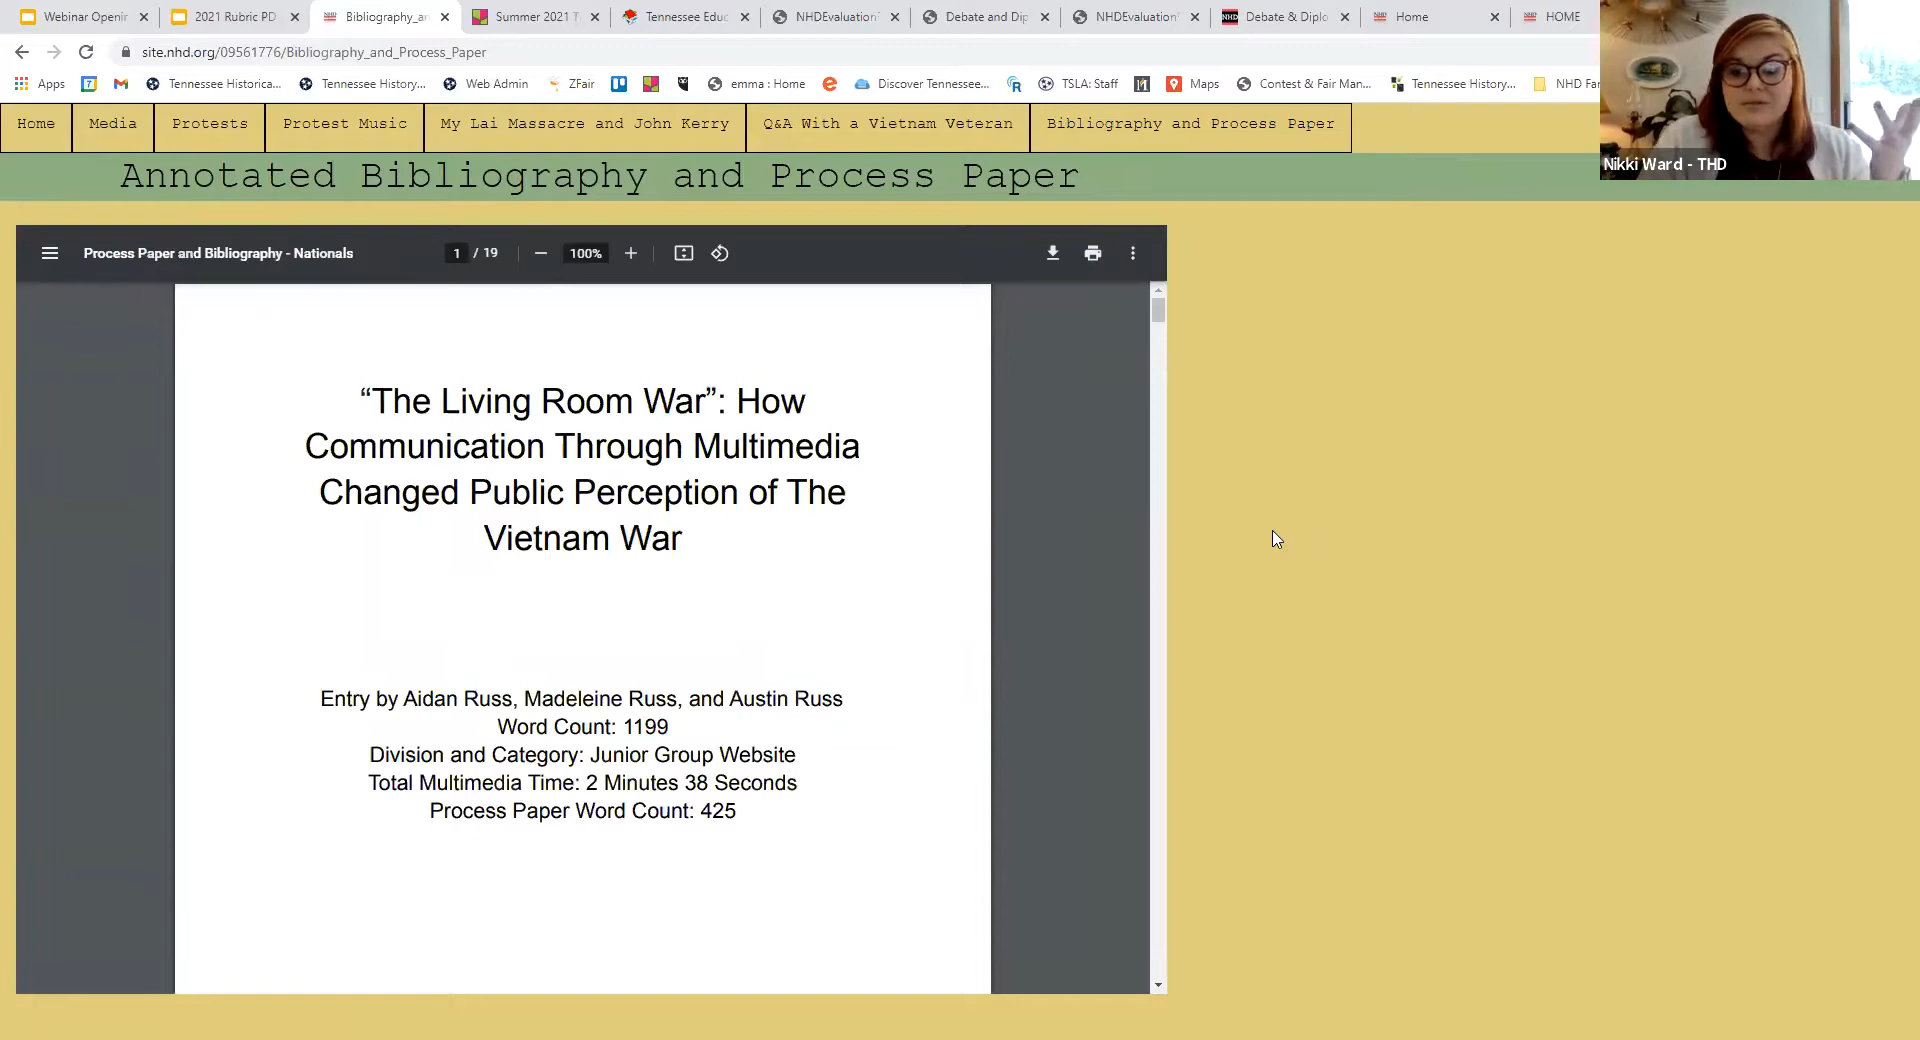 Webinar Openin
2021 Rubric PD
Bibliography_an
Summer 2021 T
Tennessee Educ
NHDEvaluation
Debate and Dip
NHDEvaluation
Debate & Diplo
Home
HOME
site.nhd.org/09561776/Bibliography_and_Process_Paper
Apps
Tennessee Historica...
Tennessee History...
Web Admin
ZFair
emma : Home
Discover Tennessee...
TSLA: Staff
Maps
Contest & Fair Man...
Tennessee History...
NHD Far
Home
Media
Protests
Protest Music
My Lai Massacre and John Kerry
Q&A With a Vietnam Veteran
Bibliography and Process Paper
Nikki Ward - THD
Annotated Bibliography and Process Paper
Process Paper and Bibliography - Nationals
1 / 19
100%
“The Living Room War”: How
Communication Through Multimedia
Changed Public Perception of The
Vietnam War
Entry by Aidan Russ, Madeleine Russ, and Austin Russ
Word Count: 1199
Division and Category: Junior Group Website
Total Multimedia Time: 2 Minutes 38 Seconds
Process Paper Word Count: 425